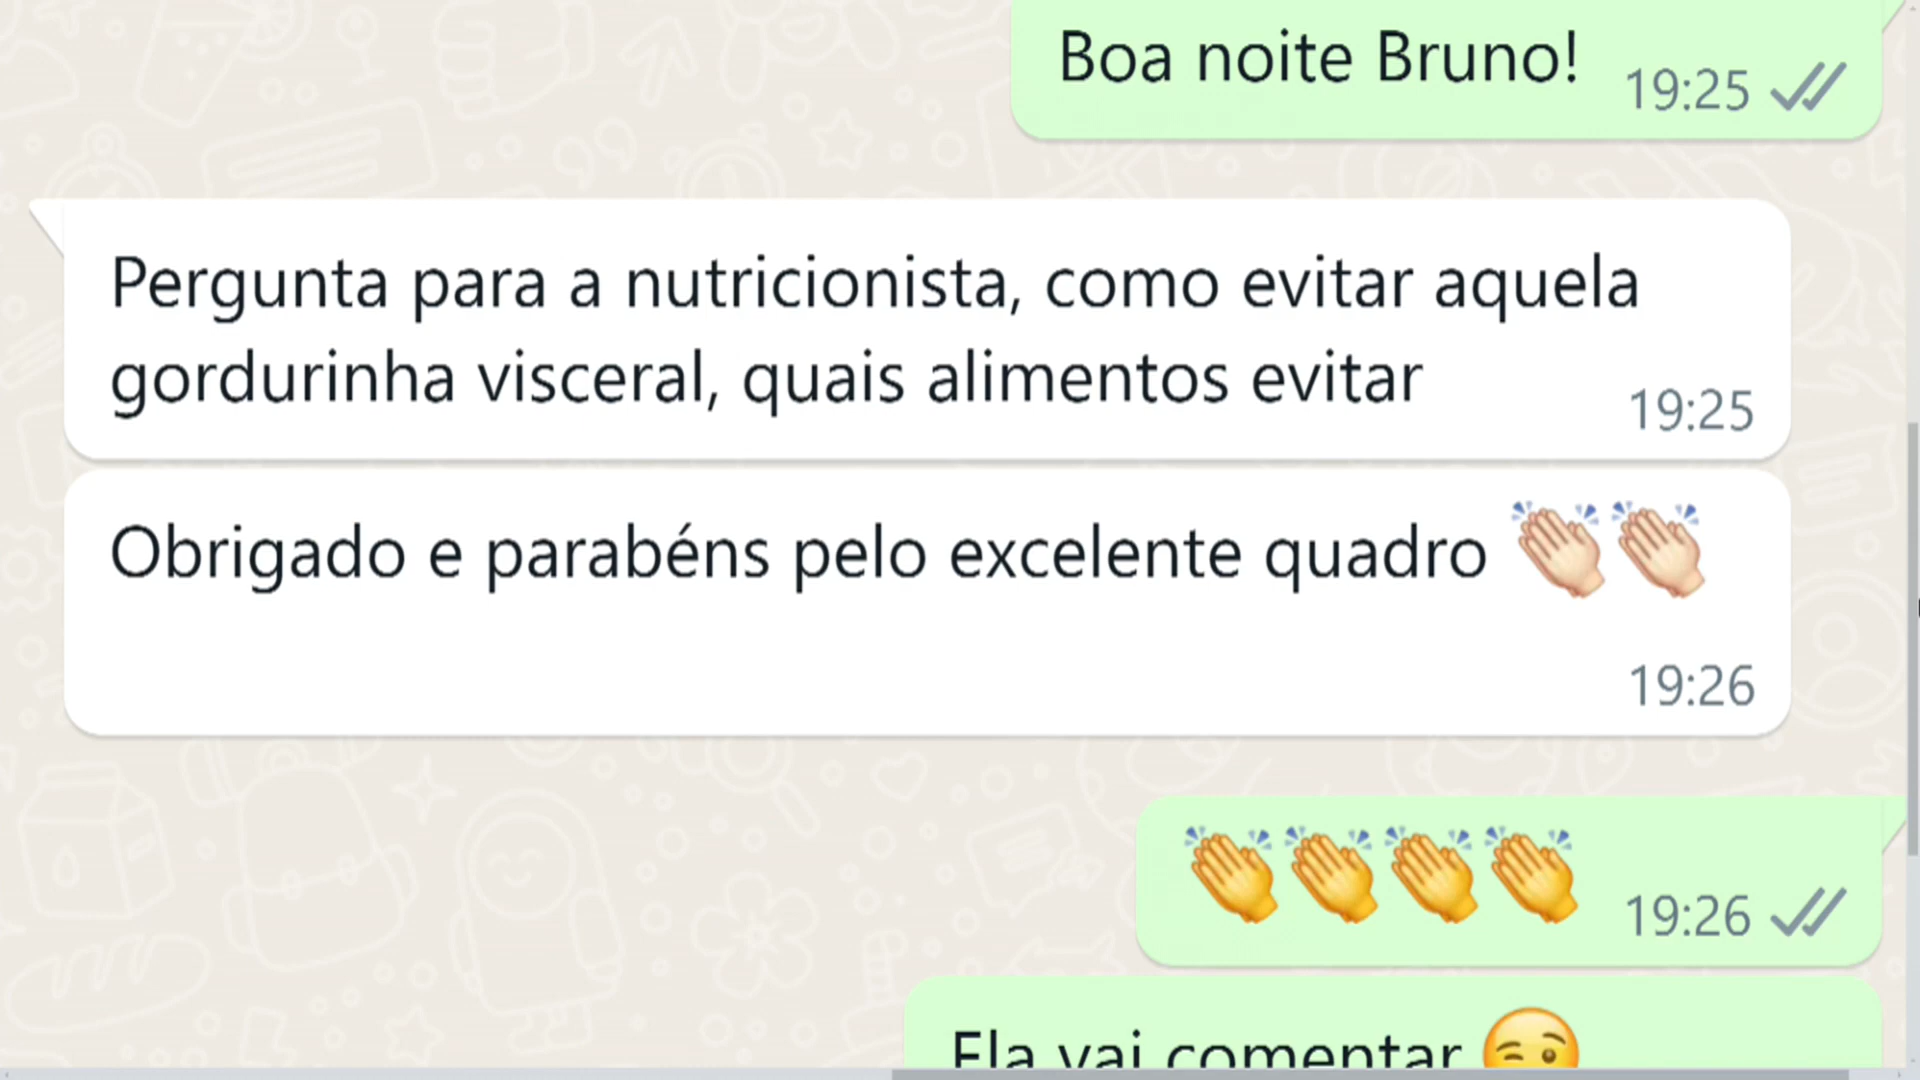 Boa noite Bruno!
19:25
Pergunta para a nutricionista, como evitar aquela
gordurinha visceral, quais alimentos evitar
19:25
Obrigado e parabéns pelo excelente quadro 👏🏻👏🏻
19:26
👏👏👏👏
19:26
Ela vai comentar 😉